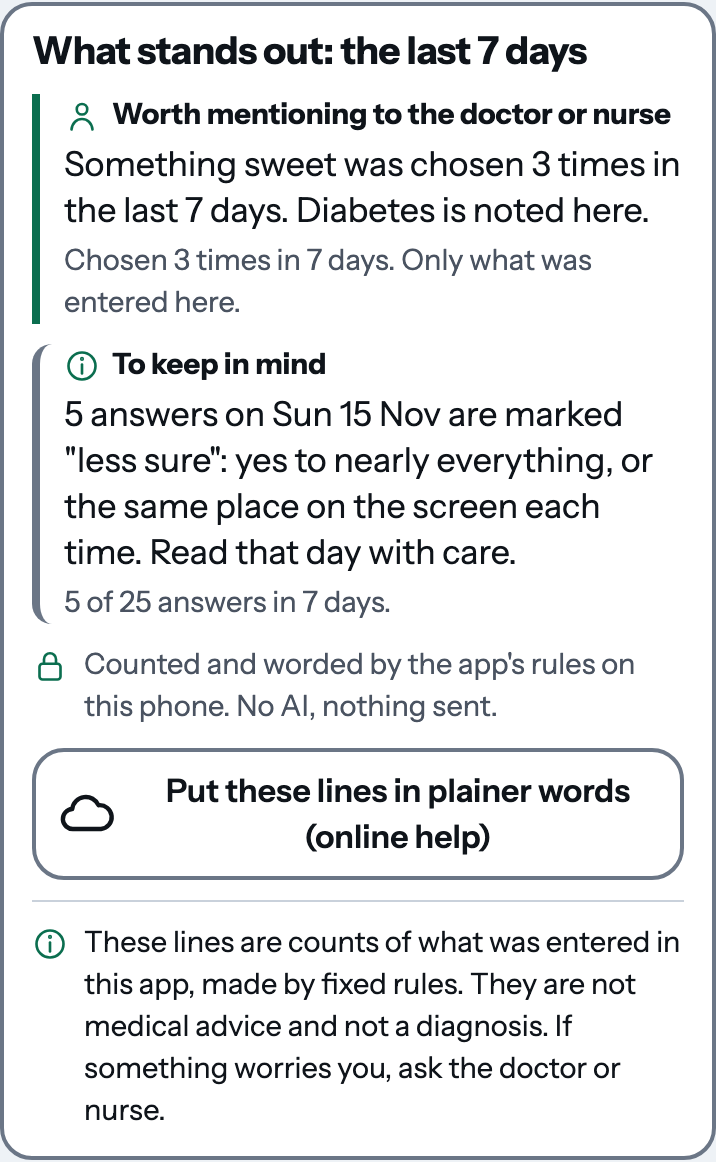 What stands out: the last 7 days
Worth mentioning to the doctor or nurse
Something sweet was chosen 3 times in
the last 7 days. Diabetes is noted here.
Chosen 3 times in 7 days. Only what was
entered here.
To keep in mind
5 answers on Sun 15 Nov are marked
"less sure": yes to nearly everything, or
the same place on the screen each
time. Read that day with care.
5 of 25 answers in 7 days.
Counted and worded by the app's rules on
this phone. No AI, nothing sent.
Put these lines in plainer words
(online help)
These lines are counts of what was entered in
this app, made by fixed rules. They are not
medical advice and not a diagnosis. If
something worries you, ask the doctor or
nurse.